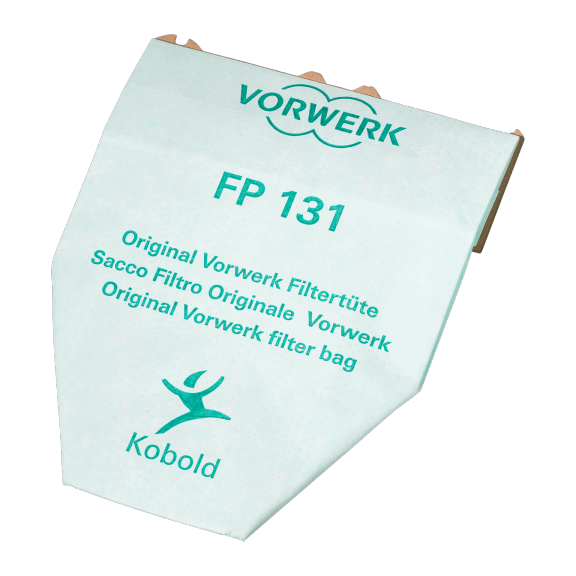 VORWERK
FP 131
Original Vorwerk Filtertüte
Sacco Filtro Originale Vorwerk
Original Vorwerk filter bag
Kobold